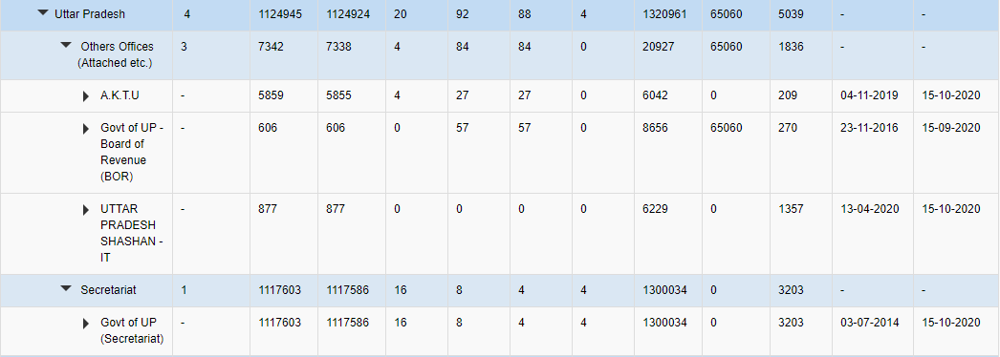 Uttar Pradesh 4 1124945 1124924 20 92 88 4 1320961 65060 5039 - -
Others Offices 3 7342 7338 4 84 84 0 20927 65060 1836 - -
(Attached etc.)
A.K.T.U - 5859 5855 4 27 27 0 6042 0 209 04-11-2019 15-10-2020
Govt of UP - - 606 606 0 57 57 0 8656 65060 270 23-11-2016 15-09-2020
Board of
Revenue
(BOR)
UTTAR - 877 877 0 0 0 0 6229 0 1357 13-04-2020 15-10-2020
PRADESH
SHASHAN -
IT
Secretariat 1 1117603 1117586 16 8 4 4 1300034 0 3203 - -
Govt of UP - 1117603 1117586 16 8 4 4 1300034 0 3203 03-07-2014 15-10-2020
(Secretariat)